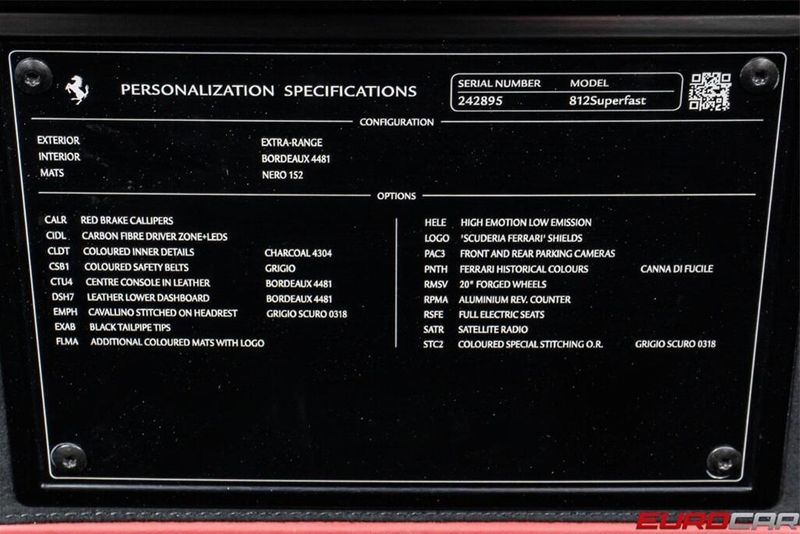 PERSONALIZATION SPECIFICATIONS
SERIAL NUMBER MODEL
242895 812Superfast
CONFIGURATION
EXTERIOR EXTRA-RANGE
INTERIOR BORDEAUX 4481
MATS NERO 152
OPTIONS
CALR RED BRAKE CALLIPERS
CIDL CARBON FIBRE DRIVER ZONE+LEDS
CLDT COLOURED INNER DETAILS CHARCOAL 4304
CSB1 COLOURED SAFETY BELTS GRIGIO
CTU4 CENTRE CONSOLE IN LEATHER BORDEAUX 4481
DSH7 LEATHER LOWER DASHBOARD BORDEAUX 4481
EMPH CAVALLINO STITCHED ON HEADREST GRIGIO SCURO 0318
EXAB BLACK TAILPIPE TIPS
FLMA ADDITIONAL COLOURED MATS WITH LOGO
HELE HIGH EMOTION LOW EMISSION
LOGO 'SCUDERIA FERRARI' SHIELDS
PAC3 FRONT AND REAR PARKING CAMERAS
PNTH FERRARI HISTORICAL COLOURS CANNA DI FUCILE
RMSV 20" FORGED WHEELS
RPMA ALUMINIUM REV. COUNTER
RSFE FULL ELECTRIC SEATS
SATR SATELLITE RADIO
STC2 COLOURED SPECIAL STITCHING O.R. GRIGIO SCURO 0318
EUROCAR